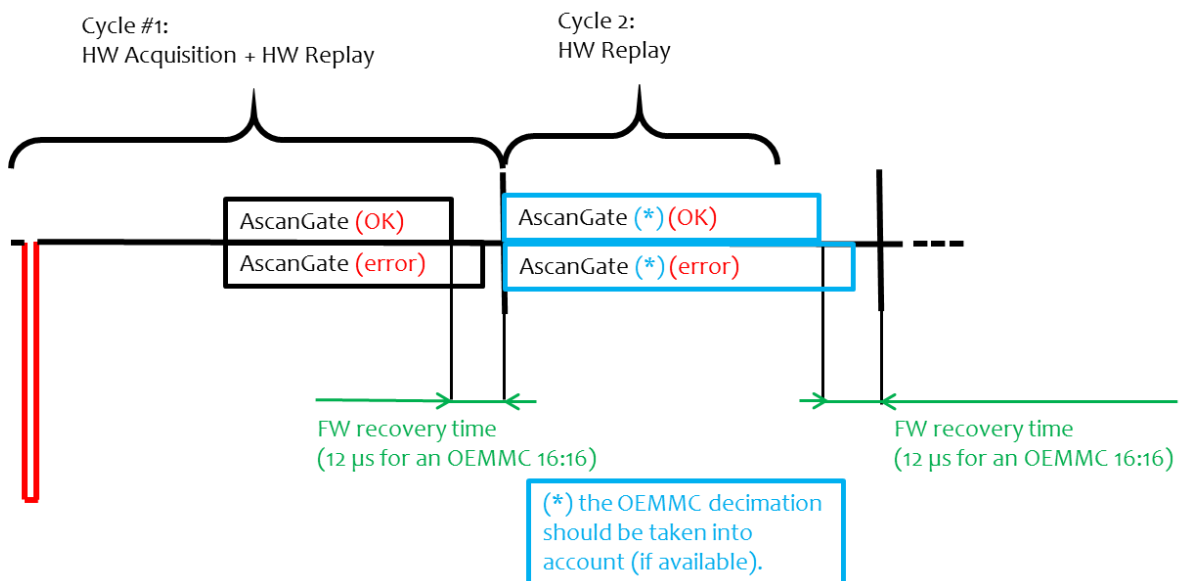 Cycle #1:
HW Acquisition + HW Replay
Cycle 2:
HW Replay
AscanGate (OK)
AscanGate (error)
AscanGate (*) (OK)
AscanGate (*) (error)
FW recovery time
(12 µs for an OEMMC 16:16)
FW recovery time
(12 µs for an OEMMC 16:16)
(*) the OEMMC decimation
should be taken into
account (if available).